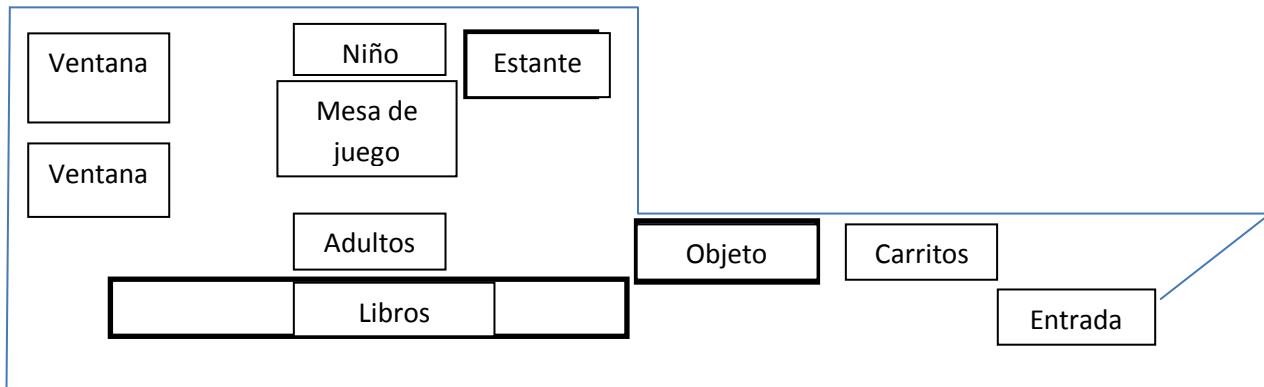 Ventana
Niño
Estante
Mesa de
juego
Ventana
Adultos
Objeto
Carritos
Libros
Entrada